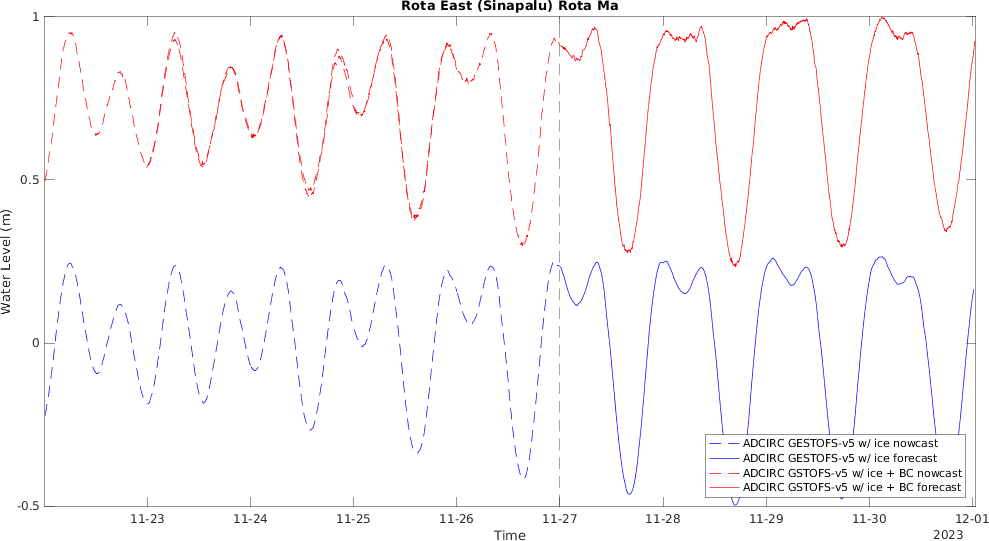 Rota East (Sinapalu) Rota Ma
Water Level (m)
1
0.5
0
-0.5
11-23
11-24
11-25
11-26
11-27
11-28
11-29
11-30
12-01
Time
2023
ADCIRC GESTOFS-v5 w/ ice nowcast
ADCIRC GESTOFS-v5 w/ ice forecast
ADCIRC GSTOFS-v5 w/ ice + BC nowcast
ADCIRC GSTOFS-v5 w/ ice + BC forecast